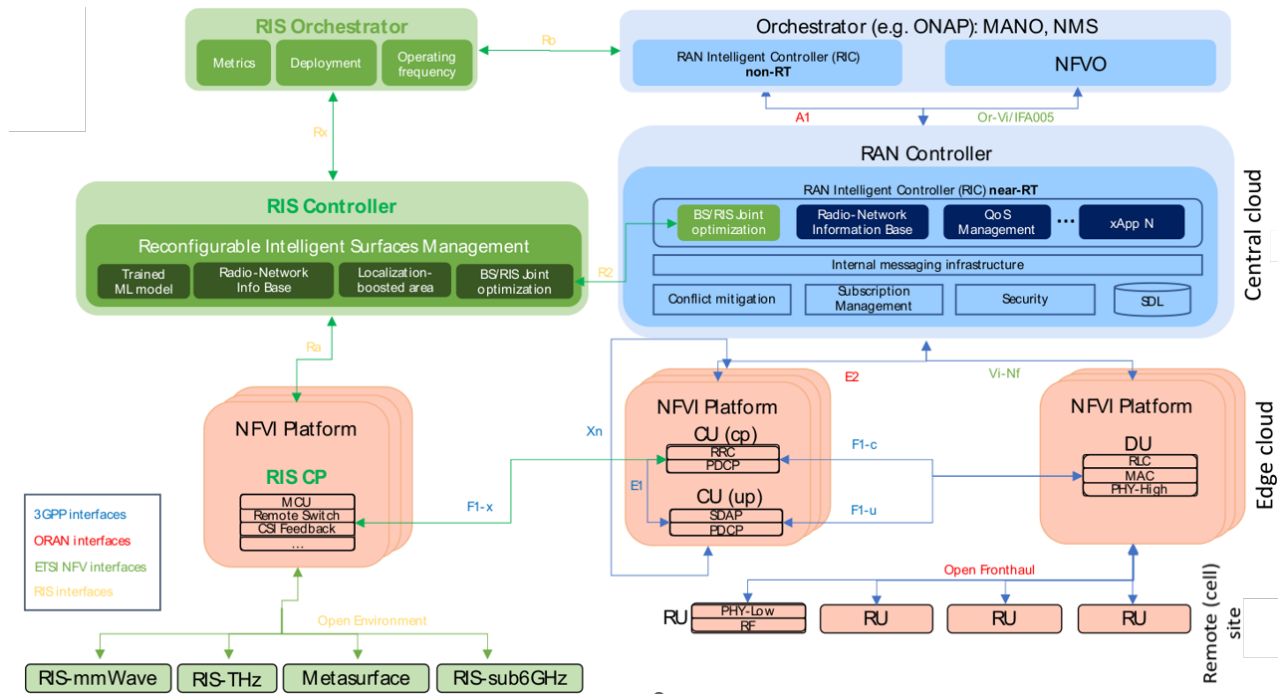 RIS Orchestrator
Metrics
Deployment
Operating
frequency
Ro
Orchestrator (e.g. ONAP): MANO, NMS
RAN Intelligent Controller (RIC)
non-RT
NFVO
Rx
A1
Or-Vi/IFA005
RIS Controller
Reconfigurable Intelligent Surfaces Management
Trained
ML model
Radio-Network
Info Base
Localization-
boosted area
BS/RIS Joint
optimization
R2
RAN Controller
RAN Intelligent Controller (RIC) near-RT
BS/RIS Joint
optimization
Radio-Network
Information Base
QoS
Management
...
xApp N
Internal messaging infrastructure
Conflict mitigation
Subscription
Management
Security
SDL
Central cloud
Ra
E2
Vi-Nf
NFVI Platform
RIS CP
MCU
Remote Switch
CSI Feedback
...
F1-x
Xn
NFVI Platform
CU (cp)
RRC
PDCP
E1
CU (up)
SDAP
PDCP
F1-c
F1-u
NFVI Platform
DU
RLC
MAC
PHY-High
Edge cloud
3GPP interfaces
ORAN interfaces
ETSI NFV interfaces
RIS interfaces
Open Environment
RIS-mmWave
RIS-THz
Metasurface
RIS-sub6GHz
Open Fronthaul
RU
PHY-Low
RF
RU
RU
RU
Remote (cell)
site